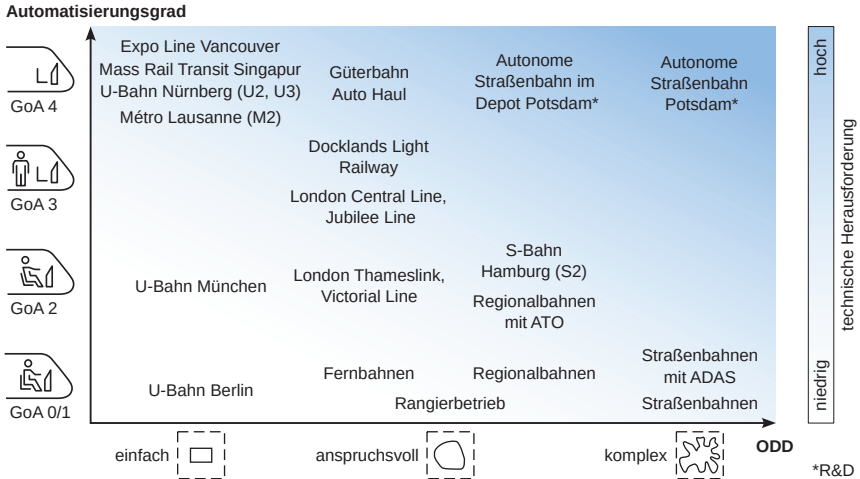 Automatisierungsgrad
GoA 4
GoA 3
GoA 2
GoA 0/1
Expo Line Vancouver
Mass Rail Transit Singapur
U-Bahn Nürnberg (U2, U3)
Métro Lausanne (M2)
Güterbahn
Auto Haul
Autonome
Straßenbahn im
Depot Potsdam*
Autonome
Straßenbahn
Potsdam*
Docklands Light
Railway
London Central Line,
Jubilee Line
U-Bahn München
London Thameslink,
Victorial Line
S-Bahn
Hamburg (S2)
Regionalbahnen
mit ATO
U-Bahn Berlin
Fernbahnen
Regionalbahnen
Rangierbetrieb
Straßenbahnen
mit ADAS
Straßenbahnen
einfach
anspruchsvoll
komplex
ODD
hoch
niedrig
technische Herausforderung
*R&D